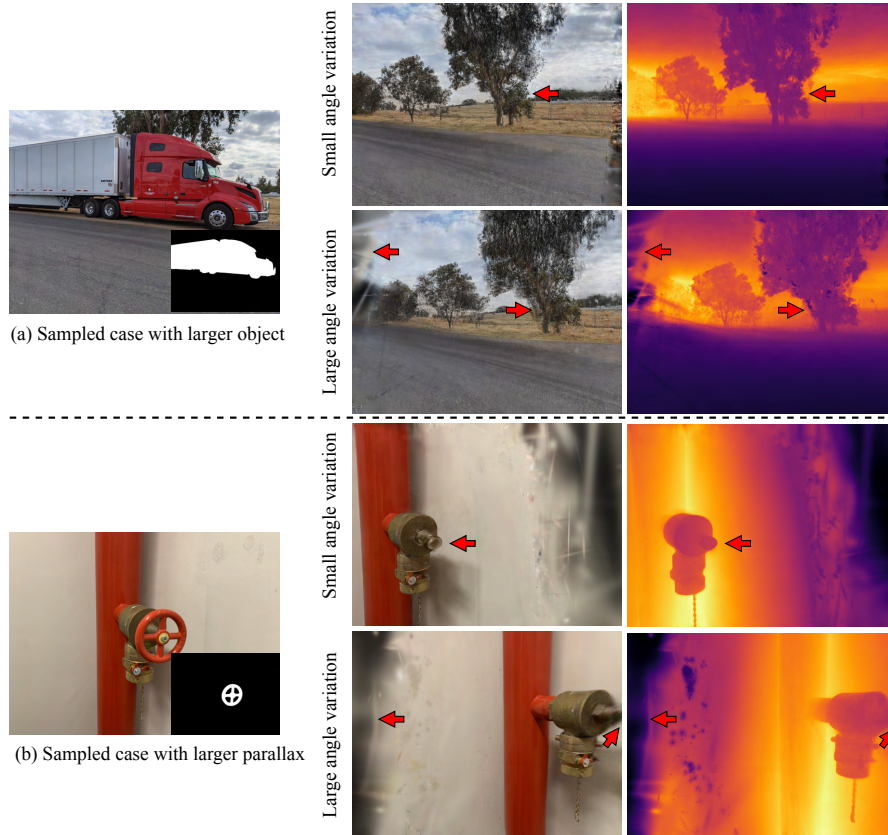 Small angle variation
Large angle variation
(a) Sampled case with larger object
Small angle variation
Large angle variation
(b) Sampled case with larger parallax